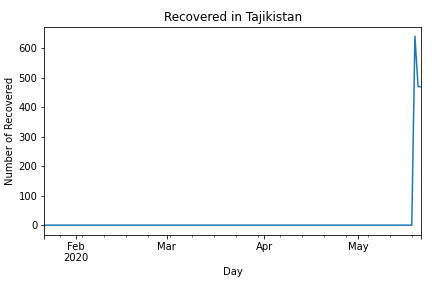 Recovered in Tajikistan
Number of Recovered
600
500
400
300
200
100
0
Feb
2020
Mar
Apr
May
Day